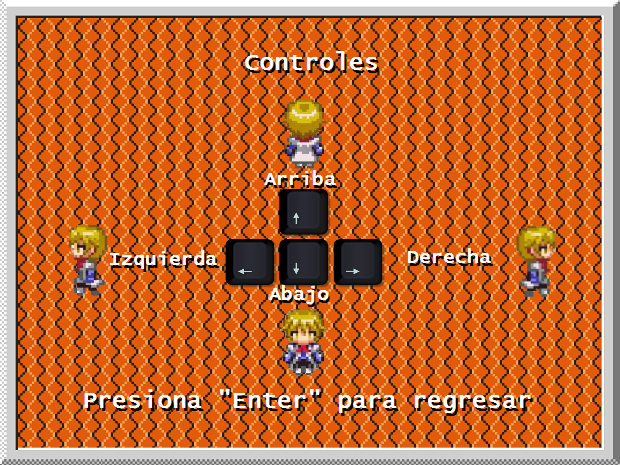 Controles
Arriba
↑
Izquierda
← ↓ →
Derecha
Abajo
Presiona "Enter" para regresar